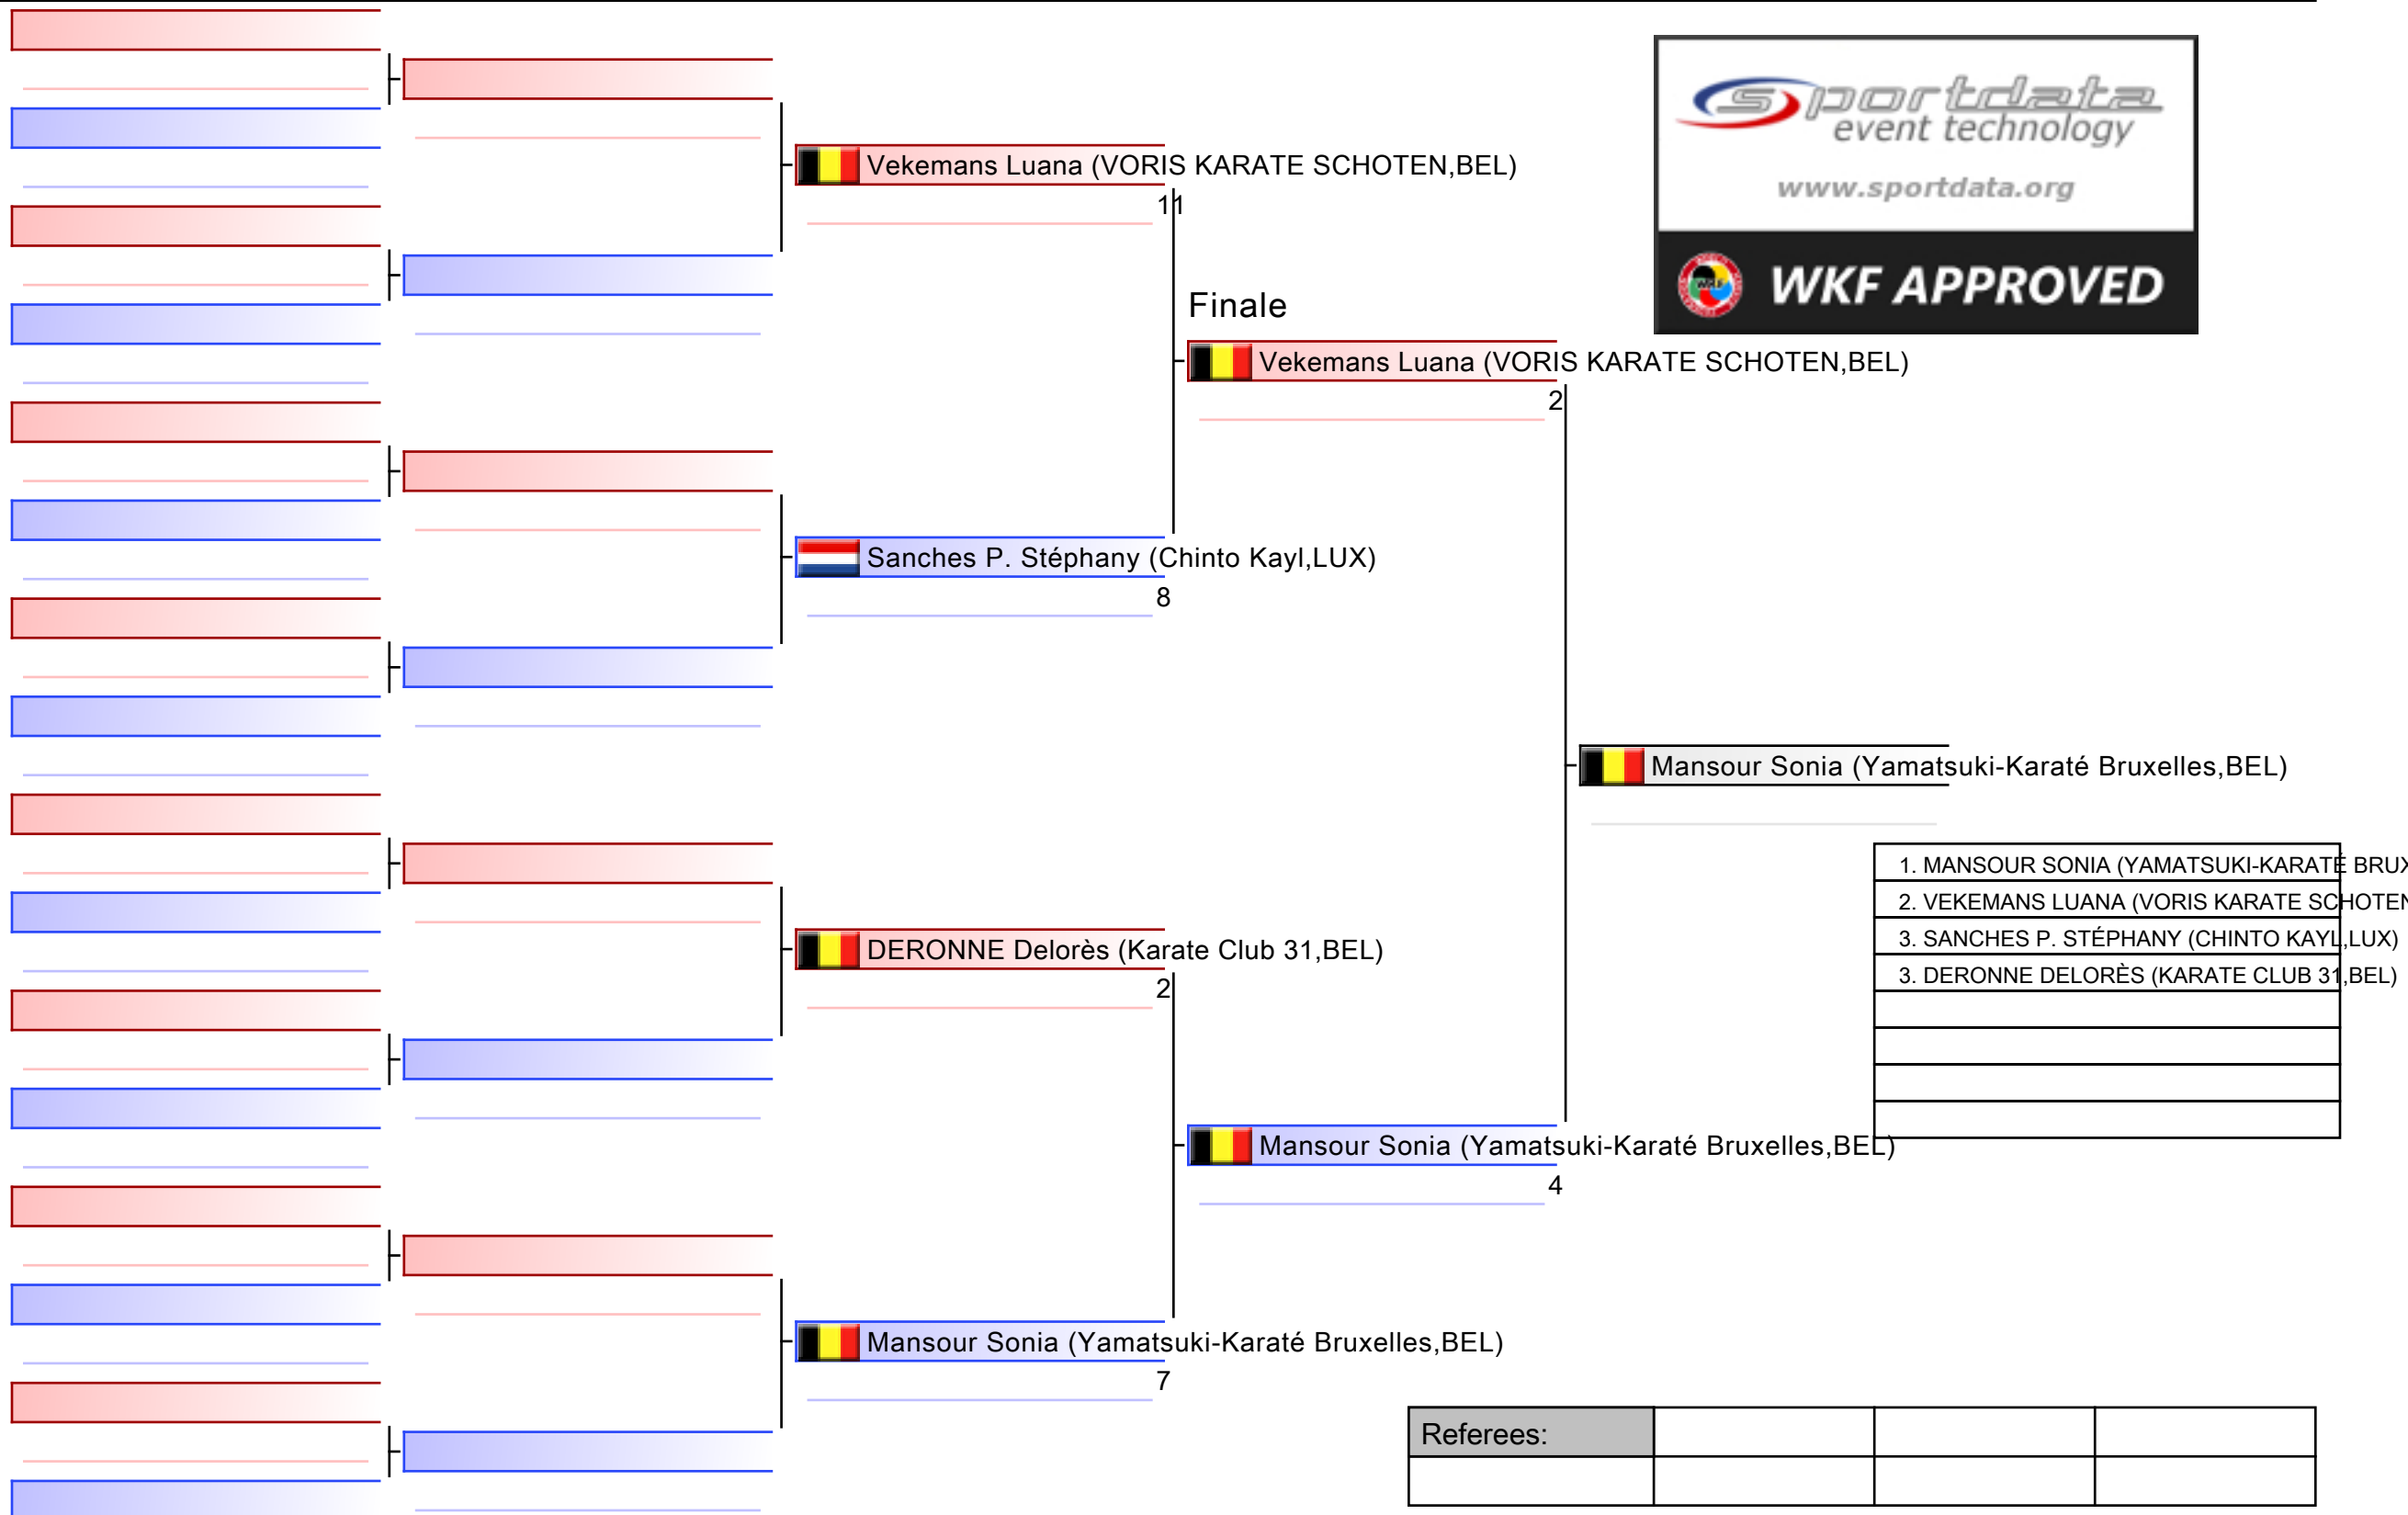 sportdata
event technology
www.sportdata.org
WKF APPROVED
Vekemans Luana (VORIS KARATE SCHOTEN,BEL)
11
Finale
Vekemans Luana (VORIS KARATE SCHOTEN,BEL)
2
Sanches P. Stéphany (Chinto Kayl,LUX)
8
Mansour Sonia (Yamatsuki-Karaté Bruxelles,BEL)
1. MANSOUR SONIA (YAMATSUKI-KARATÉ BRUX
2. VEKEMANS LUANA (VORIS KARATE SCHOTEN
3. SANCHES P. STÉPHANY (CHINTO KAYL,LUX)
3. DERONNE DELORÈS (KARATE CLUB 31,BEL)
DERONNE Delorès (Karate Club 31,BEL)
2
Mansour Sonia (Yamatsuki-Karaté Bruxelles,BEL)
4
Mansour Sonia (Yamatsuki-Karaté Bruxelles,BEL)
7
Referees: